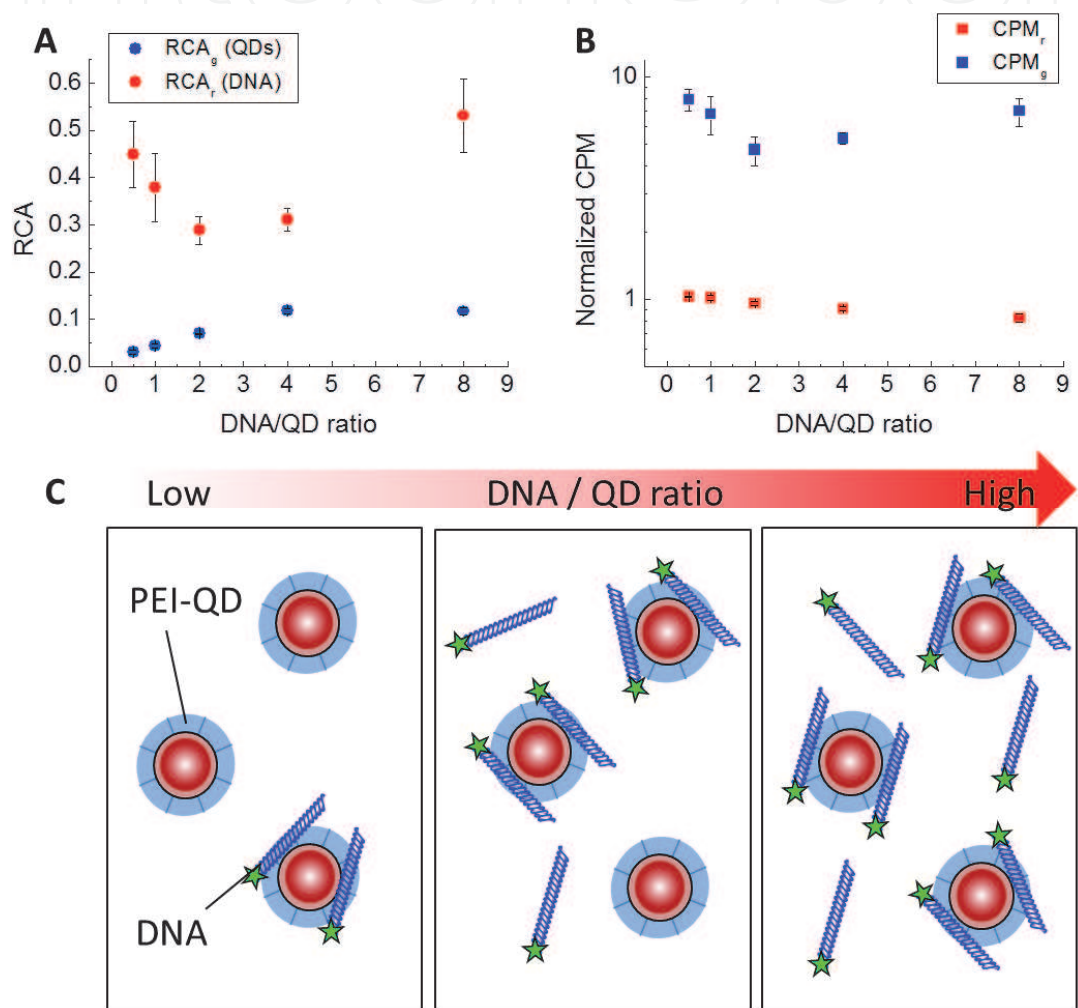 A
RCAg (QDs)
RCAr (DNA)
0.6
0.5
0.4
0.3
0.2
0.1
0.0
RCA
0 1 2 3 4 5 6 7 8 9
DNA/QD ratio
B
CPMr
CPMg
10
1
Normalized CPM
0 1 2 3 4 5 6 7 8 9
DNA/QD ratio
C
Low DNA / QD ratio High
PEI-QD
DNA